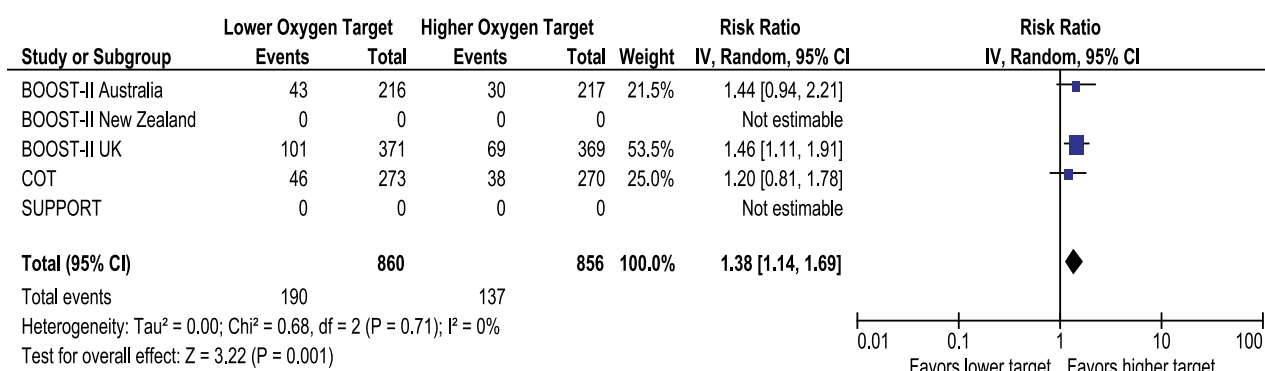 Lower Oxygen Target Higher Oxygen Target Risk Ratio Risk Ratio
Study or Subgroup Events Total Events Total Weight IV, Random, 95% CI IV, Random, 95% CI
BOOST-II Australia 43 216 30 217 21.5% 1.44 [0.94, 2.21]
BOOST-II New Zealand 0 0 0 0 Not estimable
BOOST-II UK 101 371 69 369 53.5% 1.46 [1.11, 1.91]
COT 46 273 38 270 25.0% 1.20 [0.81, 1.78]
SUPPORT 0 0 0 0 Not estimable
Total (95% CI) 860 856 100.0% 1.38 [1.14, 1.69]
Total events 190 137
Heterogeneity: Tau² = 0.00; Chi² = 0.68, df = 2 (P = 0.71); I² = 0%
Test for overall effect: Z = 3.22 (P = 0.001)
0.01 0.1 1 10 100
Favors lower target Favors higher target